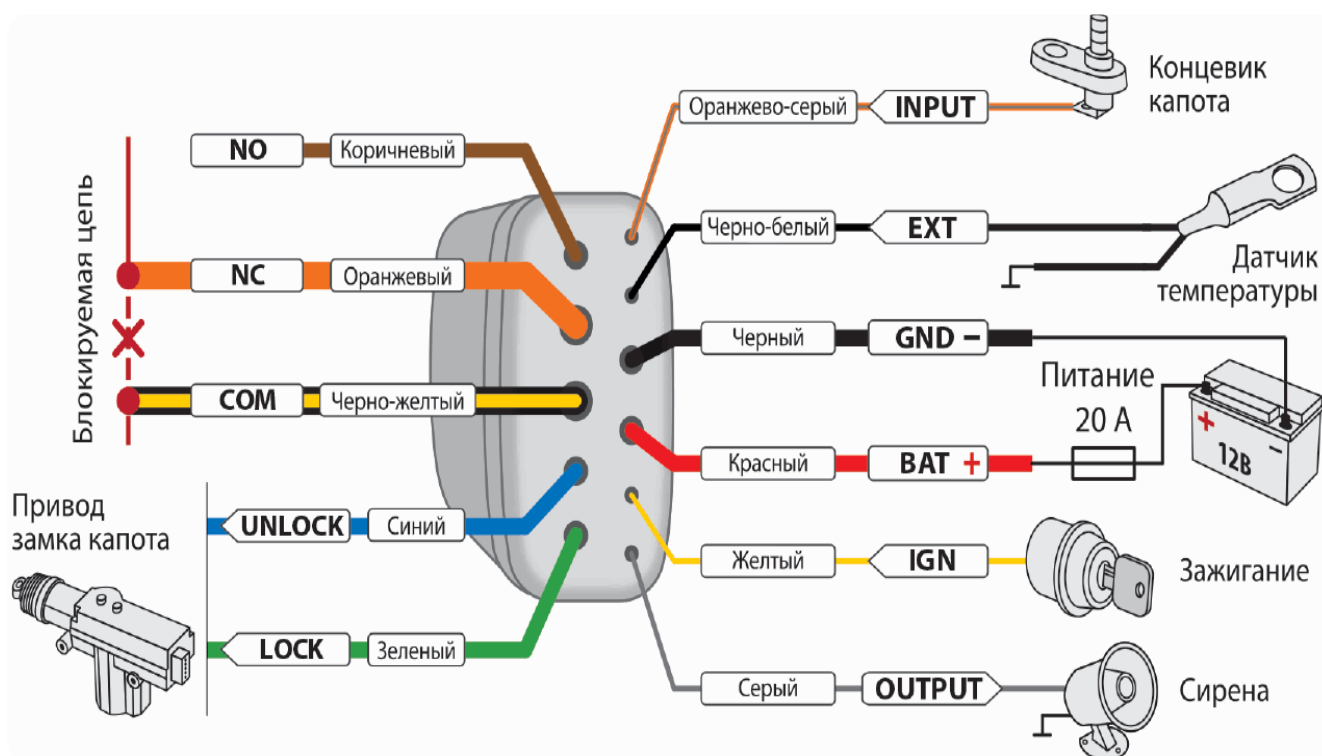 Концевик
капота
Оранжево-серый
INPUT
NO
Коричневый
Блокируемая цепь
Черно-белый
EXT
Датчик
температуры
NC
Оранжевый
Черный
GND –
Питание
20 А
COM
Черно-желтый
Красный
BAT +
+
–
12В
Привод
замка капота
UNLOCK
Синий
Желтый
IGN
Зажигание
LOCK
Зеленый
Серый
OUTPUT
Сирена